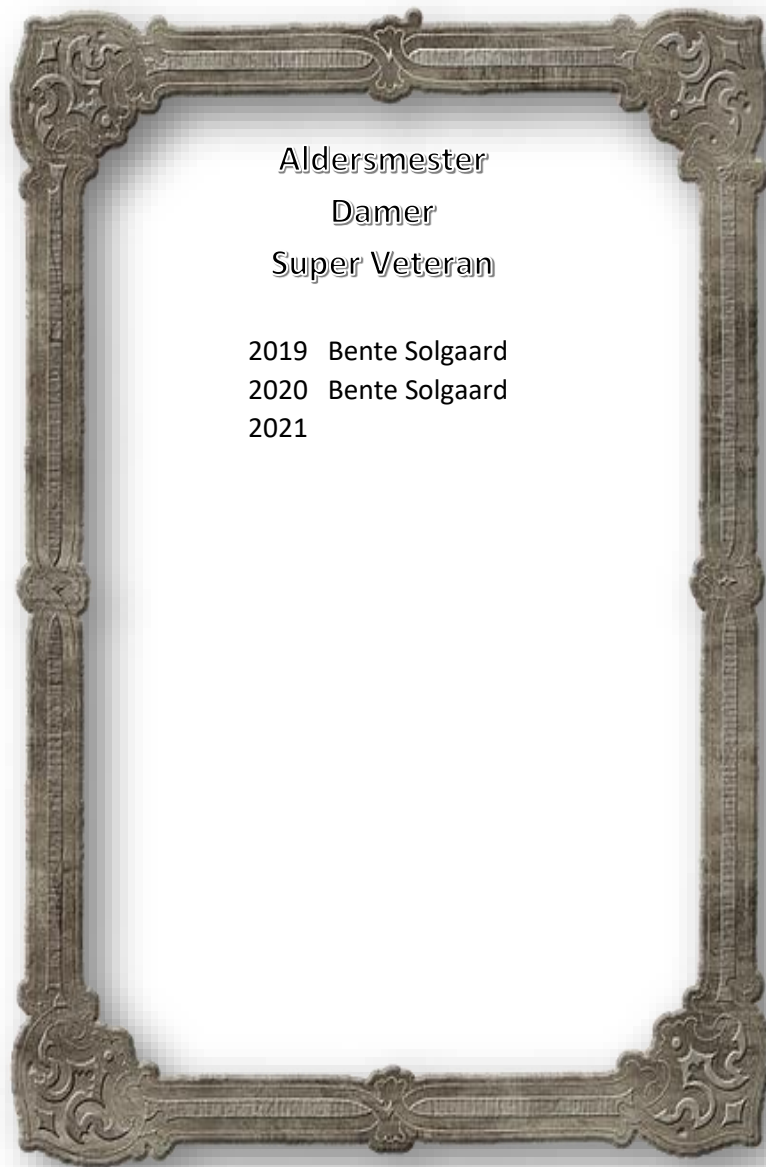 Aldersmester
Damer
Super Veteran
2019 Bente Solgaard
2020 Bente Solgaard
2021